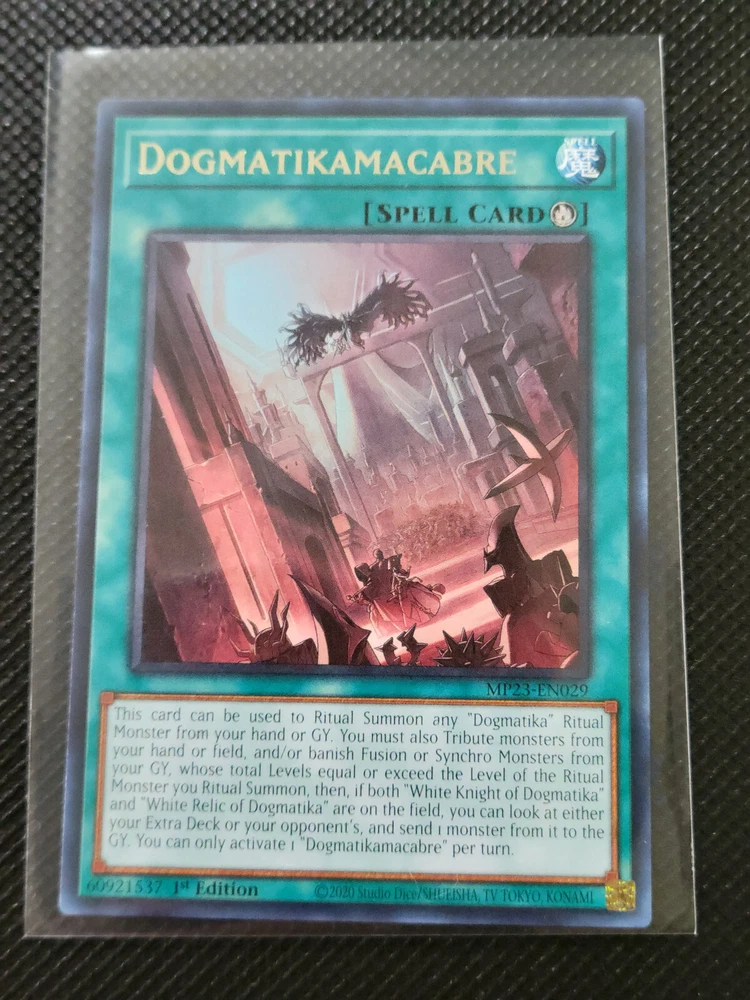 DOGMATIKAMACABRE
SPELL
魔
[SPELL CARD]
MP23-EN029
This card can be used to Ritual Summon any "Dogmatika" Ritual
Monster from your hand or GY. You must also Tribute monsters from
your hand or field, and/or banish Fusion or Synchro Monsters from
your GY, whose total Levels equal or exceed the Level of the Ritual
Monster you Ritual Summon, then, if both "White Knight of Dogmatika"
and "White Relic of Dogmatika" are on the field, you can look at either
your Extra Deck or your opponent's, and send 1 monster from it to the
GY. You can only activate 1 "Dogmatikamacabre" per turn.
60921537 1st Edition ©2020 Studio Dice/SHUEISHA, TV TOKYO, KONAMI